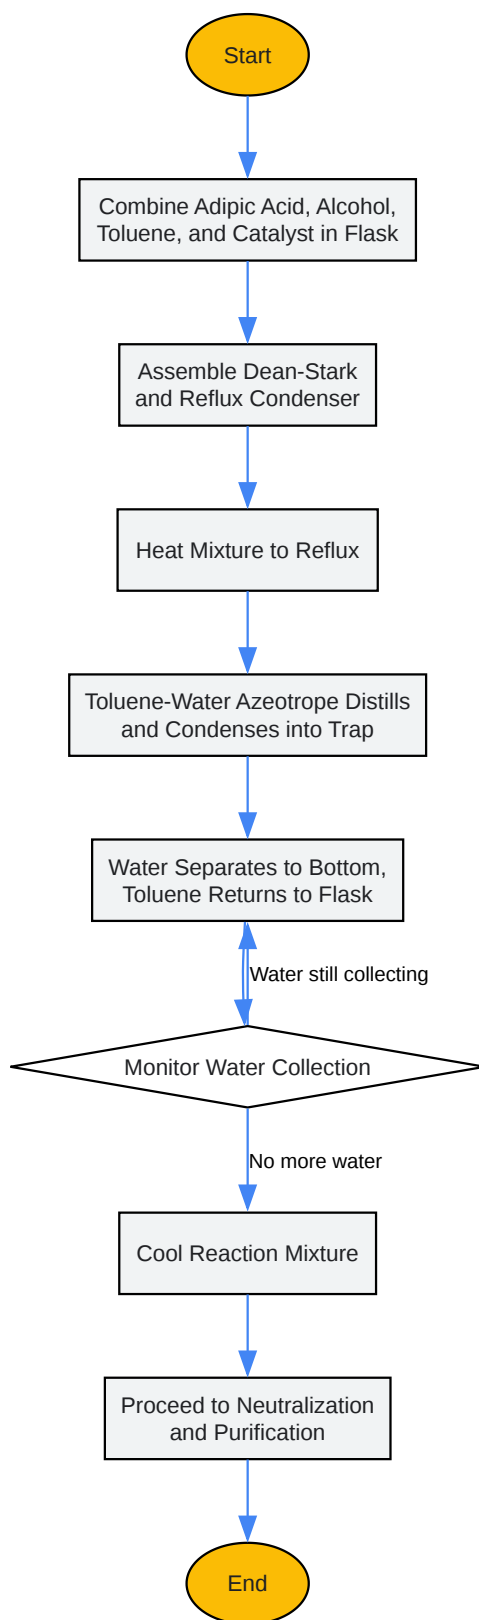 Start
Combine Adipic Acid, Alcohol,
Toluene, and Catalyst in Flask
Assemble Dean-Stark
and Reflux Condenser
Heat Mixture to Reflux
Toluene-Water Azeotrope Distills
and Condenses into Trap
Water Separates to Bottom,
Toluene Returns to Flask
Water still collecting
Monitor Water Collection
No more water
Cool Reaction Mixture
Proceed to Neutralization
and Purification
End